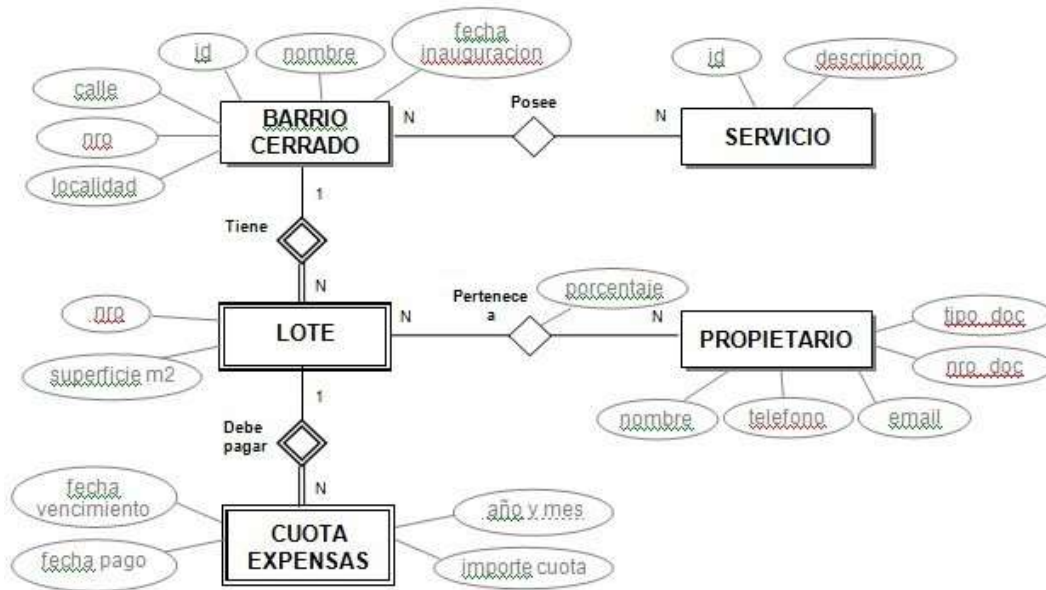 fecha
inauguracion
id
nombre
id
descripcion
calle
BARRIO
CERRADO
N
Posee
N
SERVICIO
nro
localidad
1
Tiene
N
nro
LOTE
N
Pertenece
a
porcentaje
N
PROPIETARIO
tipo_doc
nro_doc
superficie m2
nombre
telefono
email
1
Debe
pagar
N
fecha
vencimiento
CUOTA
EXPENSAS
año y mes
fecha pago
importe cuota